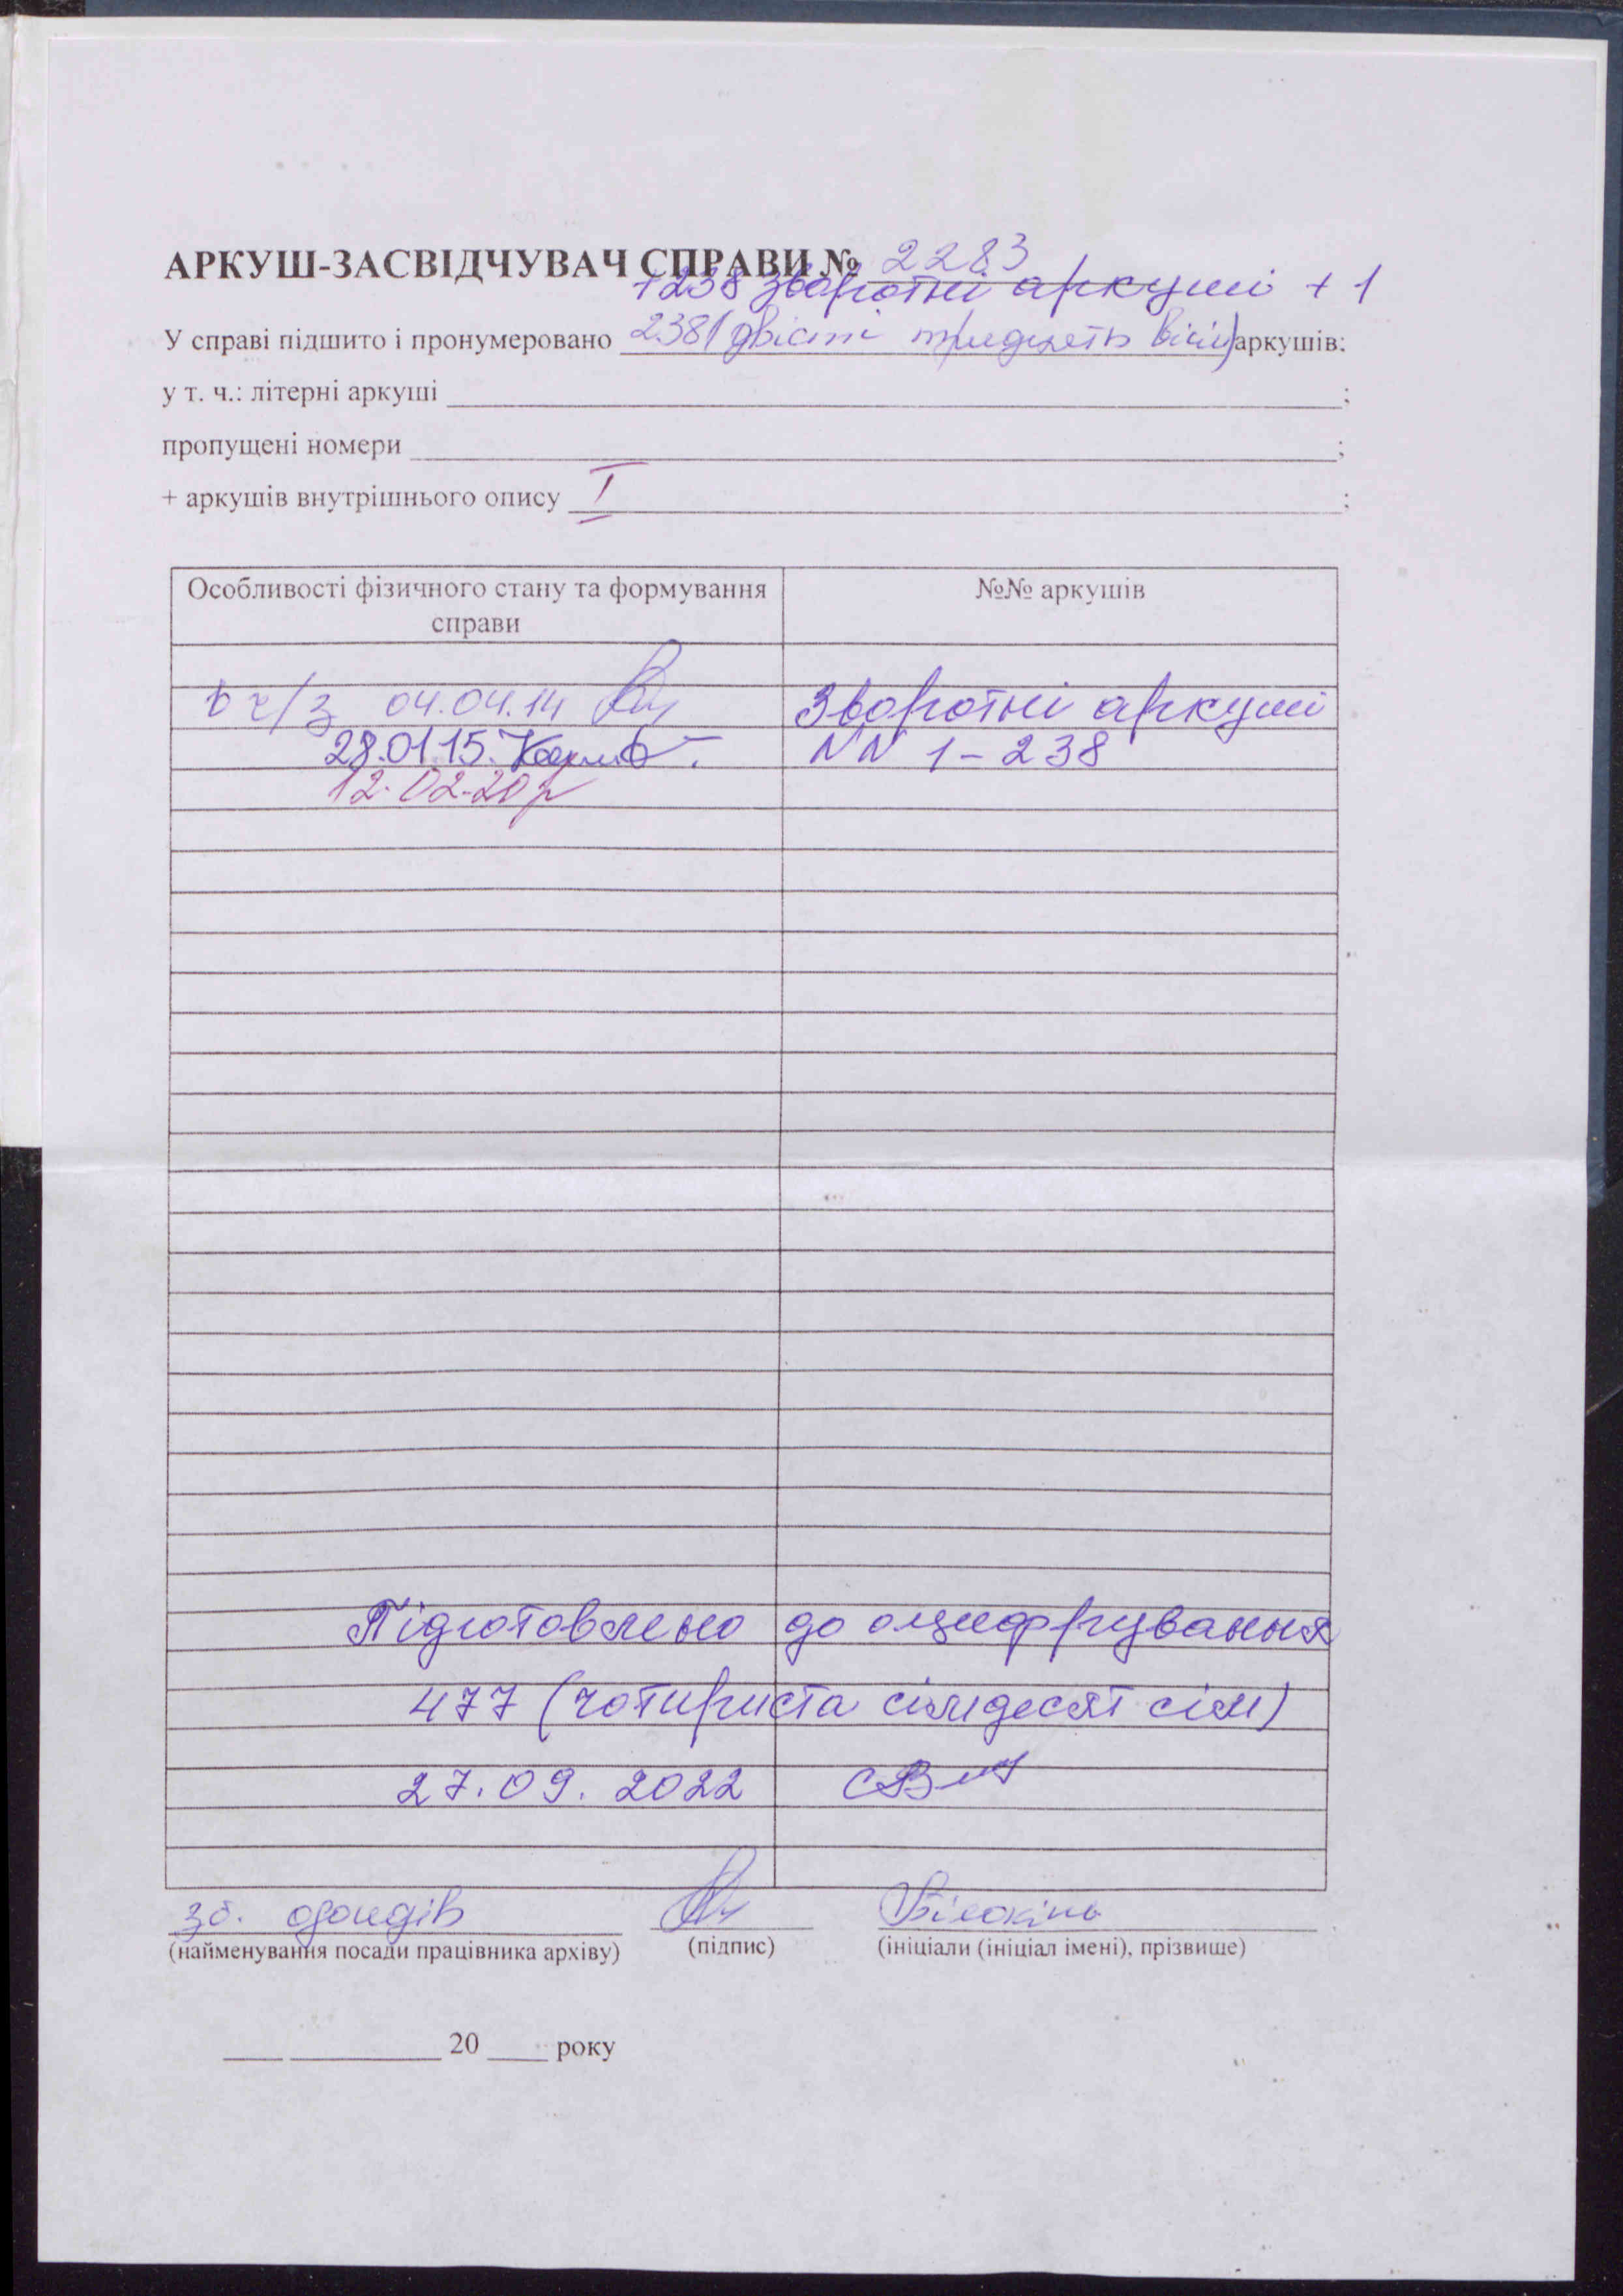 АРКУШ-ЗАСВІДЧУВАЧ СПРАВИ № 2283
+238 зворотні аркуші + 1
У справі підшито і пронумеровано 238 (двісті тридцять вісім) аркушів:
у т. ч.: літерні аркуші ;
пропущені номери ;
+ аркушів внутрішнього опису I ;
Особливості фізичного стану та формування справи
№№ аркушів
в ч/з 04.04.14
Зворотні аркуші
28.01.15.
NN 1-238
12.02.20р
Підготовлено до оцифрування
477 (чотириста сімдесят сім)
27.09.2022
зб. фондів
Білокінь
(найменування посади працівника архіву) (підпис) (ініціали (ініціал імені), прізвише)
20 року